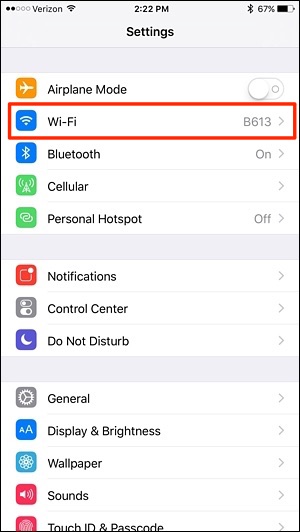 Verizon 2:22 PM 67%
Settings
Airplane Mode
Wi-Fi B613
Bluetooth On
Cellular
Personal Hotspot Off
Notifications
Control Center
Do Not Disturb
General
AA Display & Brightness
Wallpaper
Sounds
Touch ID & Passcode